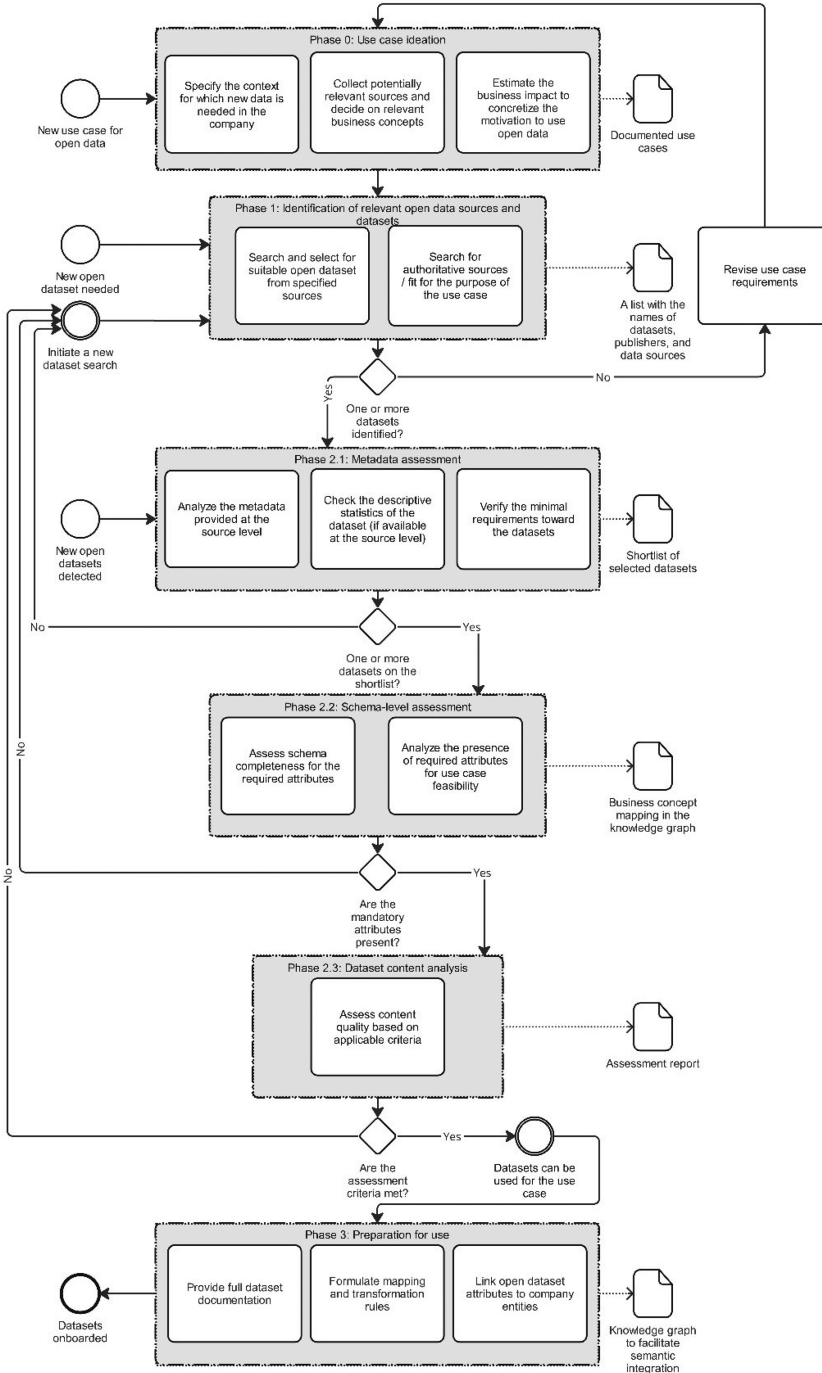 Phase 0: Use case ideation
Specify the context
for which new data is
needed in the
company
Collect potentially
relevant sources and
decide on relevant
business concepts
Estimate the
business impact to
concretize the
motivation to use
open data
New use case for
open data
Documented use
cases
Phase 1: Identification of relevant open data sources and
datasets
Search and select for
suitable open dataset
from specified
sources
Search for
authoritative sources
/ fit for the purpose of
the use case
New open
dataset needed
Initiate a new
dataset search
A list with the
names of
datasets,
publishers, and
data sources
Revise use case
requirements
No
Yes
One or more
datasets
identified?
Phase 2.1: Metadata assessment
Analyze the metadata
provided at the
source level
Check the descriptive
statistics of the
dataset (if available
at the source level)
Verify the minimal
requirements toward
the datasets
New open
datasets
detected
Shortlist of
selected datasets
No
Yes
One or more
datasets on the
shortlist?
Phase 2.2: Schema-level assessment
Assess schema
completeness for the
required attributes
Analyze the presence
of required attributes
for use case
feasibility
Business concept
mapping in the
knowledge graph
No
Yes
Are the
mandatory
attributes
present?
No
Phase 2.3: Dataset content analysis
Assess content
quality based on
applicable criteria
Assessment report
Yes
Are the
assessment
criteria met?
Datasets can be
used for the use
case
Phase 3: Preparation for use
Provide full dataset
documentation
Formulate mapping
and transformation
rules
Link open dataset
attributes to company
entities
Datasets
onboarded
Knowledge graph
to facilitate
semantic
integration